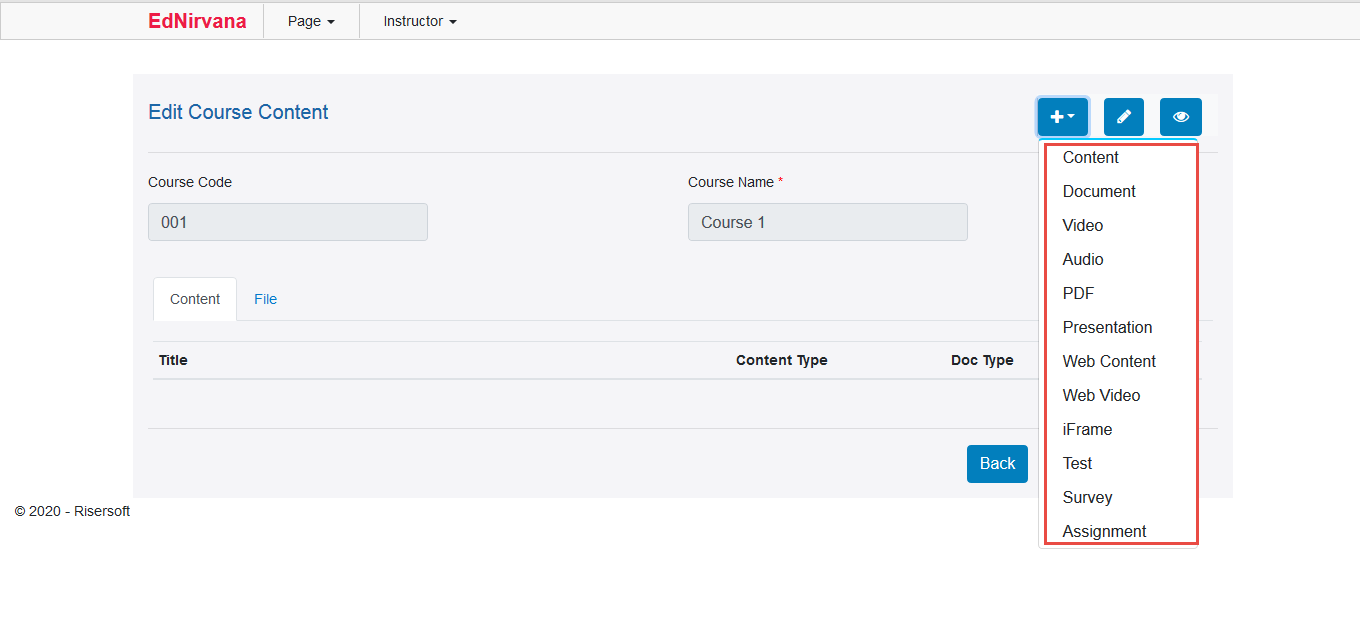 EdNirvana Page Instructor
Edit Course Content
Content
Course Code Course Name *
Document
001 Course 1
Video
Audio
Content File
PDF
Presentation
Title Content Type Doc Type
Web Content
Web Video
iFrame
Back
Test
Survey
© 2020 - Risersoft
Assignment